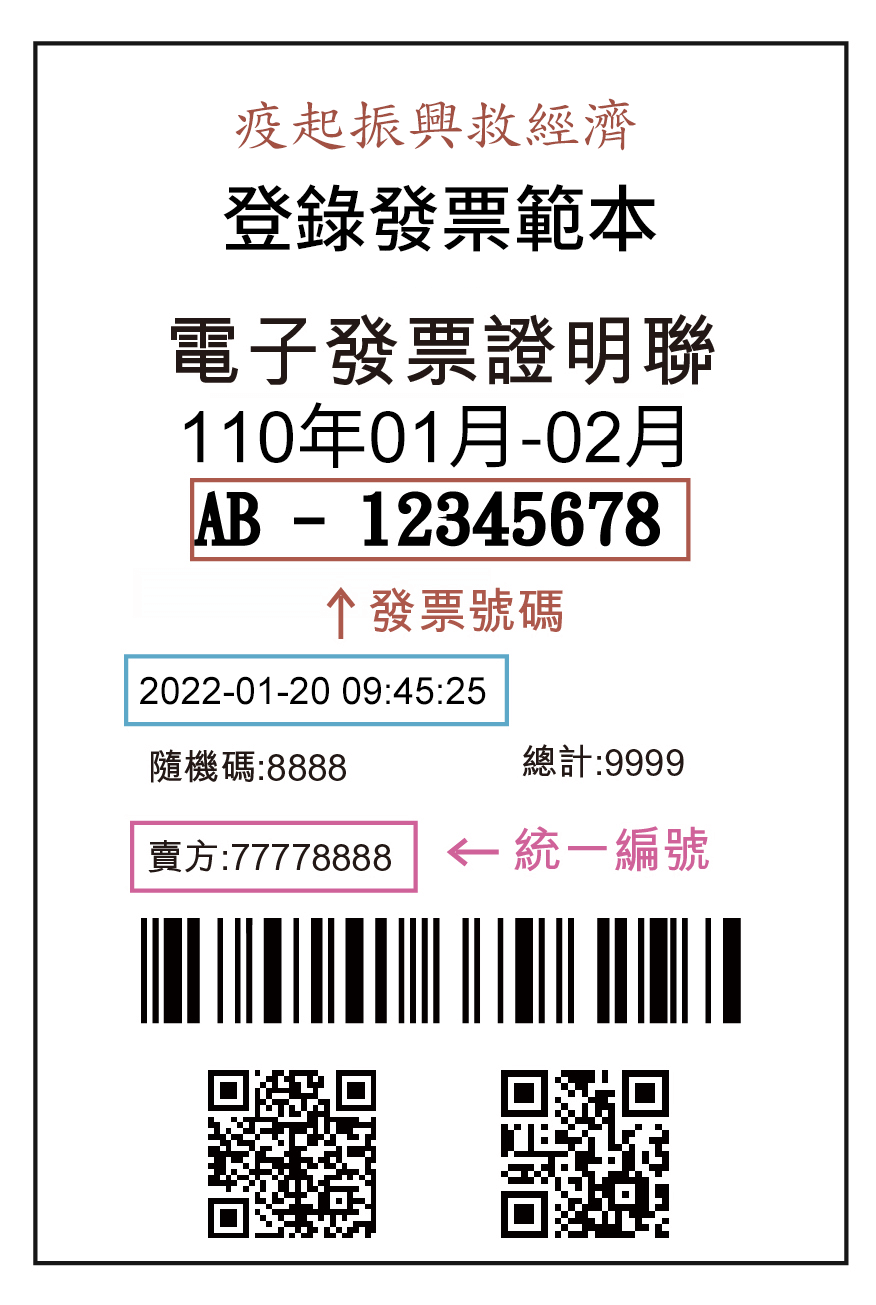 疫起振興救經濟
登錄發票範本
電子發票證明聯
110年01月-02月
AB - 12345678
↑發票號碼
2022-01-20 09:45:25
隨機碼:8888 總計:9999
賣方:77778888 ←統一編號